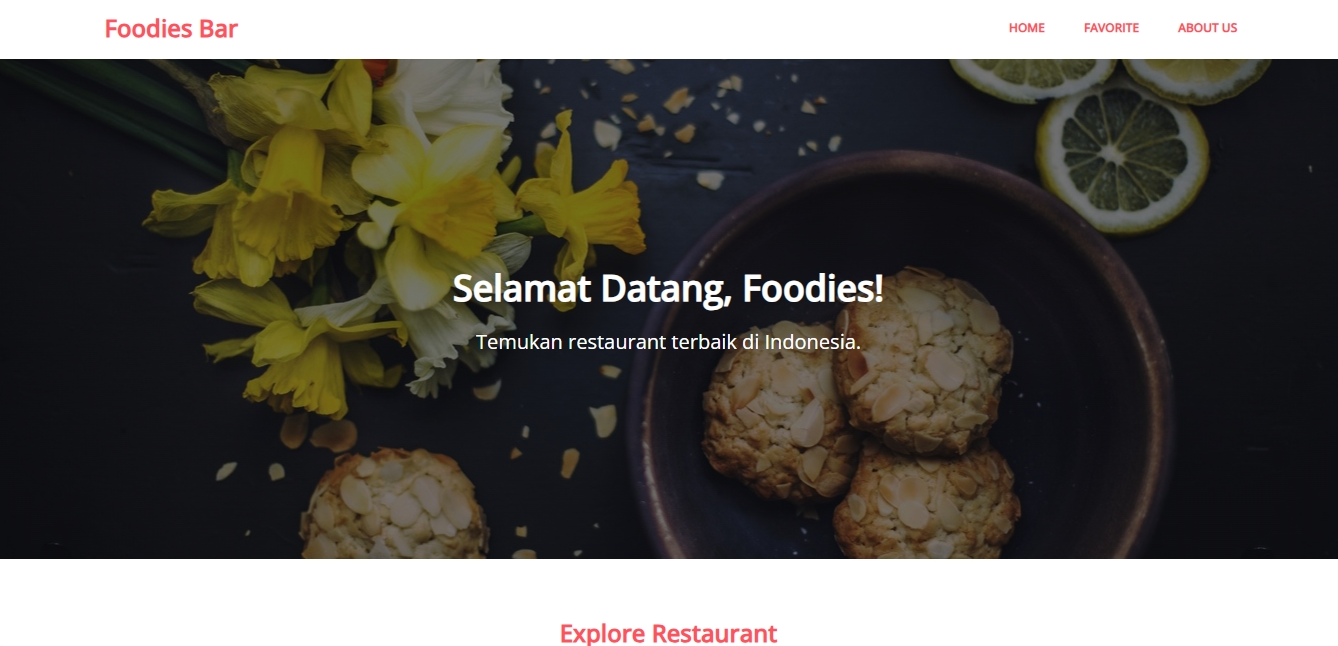 Foodies Bar
HOME FAVORITE ABOUT US
Selamat Datang, Foodies!
Temukan restaurant terbaik di Indonesia.
Explore Restaurant